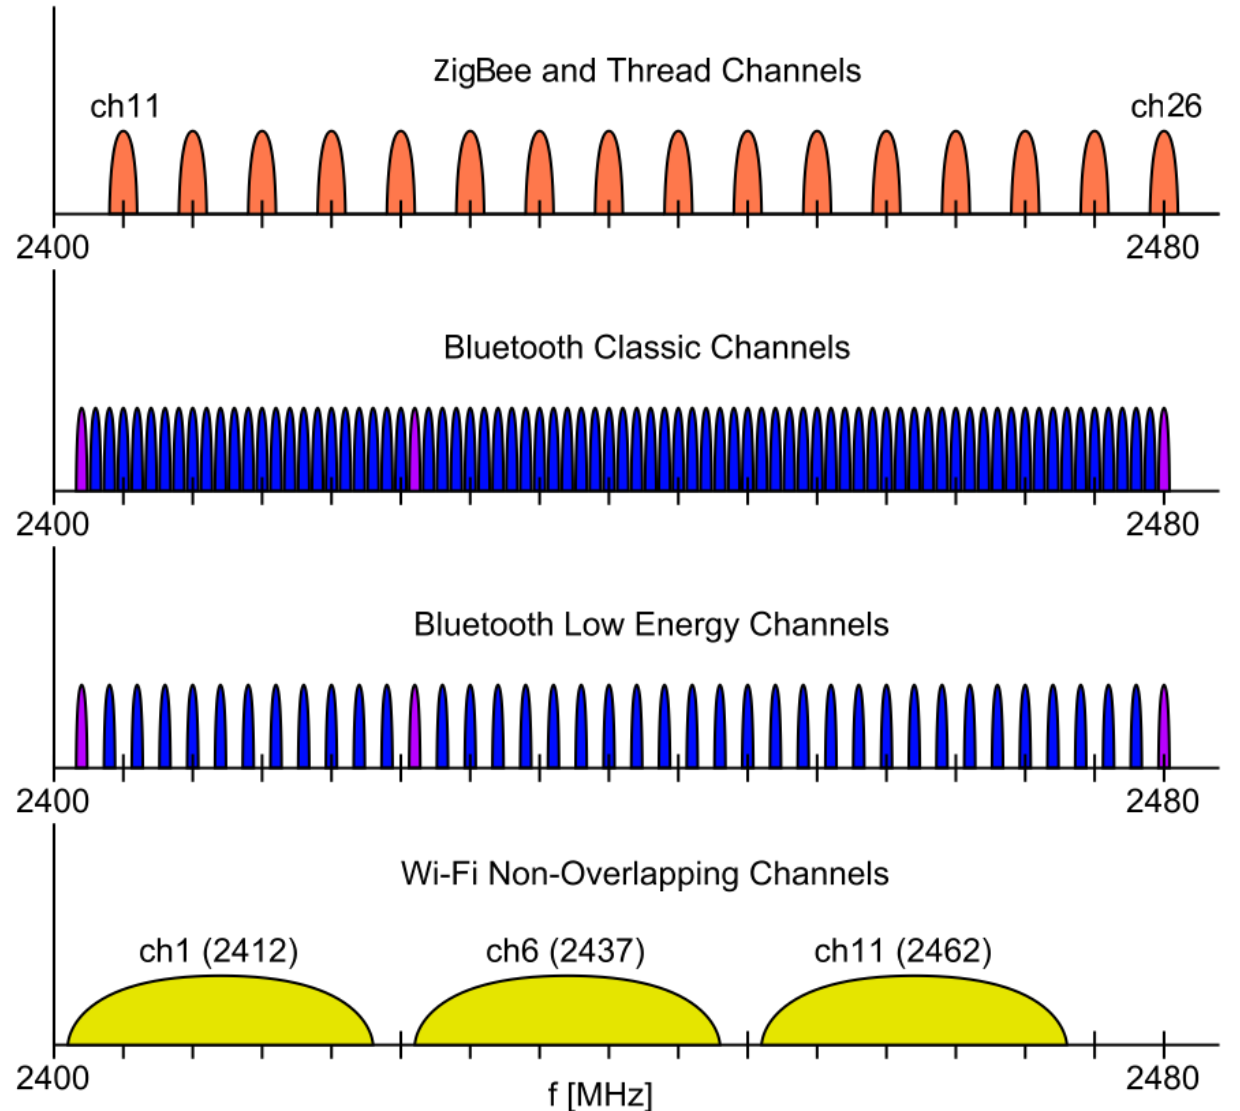 ZigBee and Thread Channels
ch11
ch26
2400
2480
Bluetooth Classic Channels
2400
2480
Bluetooth Low Energy Channels
2400
2480
Wi-Fi Non-Overlapping Channels
ch1 (2412)
ch6 (2437)
ch11 (2462)
2400
2480
f [MHz]